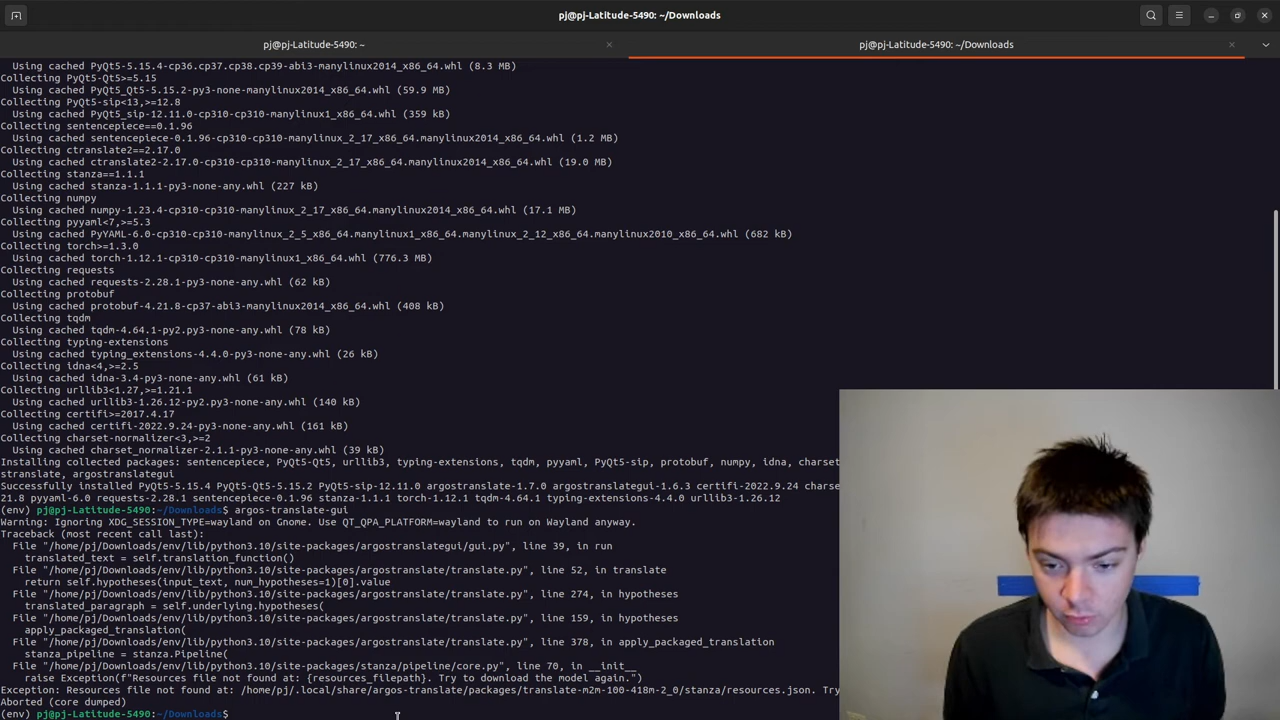 pj@pj-Latitude-5490: ~/Downloads
pj@pj-Latitude-5490: ~
pj@pj-Latitude-5490: ~/Downloads
Using cached PyQt5-5.15.4-cp36.cp37.cp38.cp39-abi3-manylinux2014_x86_64.whl (8.3 MB)
Collecting PyQt5-Qt5>=5.15
Using cached PyQt5_Qt5-5.15.2-py3-none-manylinux2014_x86_64.whl (59.9 MB)
Collecting PyQt5-sip<13,>=12.8
Using cached PyQt5_sip-12.11.0-cp310-cp310-manylinux1_x86_64.whl (359 kB)
Collecting sentencepiece==0.1.96
Using cached sentencepiece-0.1.96-cp310-cp310-manylinux_2_17_x86_64.manylinux2014_x86_64.whl (1.2 MB)
Collecting ctranslate2==2.17.0
Using cached ctranslate2-2.17.0-cp310-cp310-manylinux_2_17_x86_64.manylinux2014_x86_64.whl (19.0 MB)
Collecting stanza==1.1.1
Using cached stanza-1.1.1-py3-none-any.whl (227 kB)
Collecting numpy
Using cached numpy-1.23.4-cp310-cp310-manylinux_2_17_x86_64.manylinux2014_x86_64.whl (17.1 MB)
Collecting pyyaml<7,>=5.3
Using cached PyYAML-6.0-cp310-cp310-manylinux_2_5_x86_64.manylinux1_x86_64.manylinux_2_12_x86_64.manylinux2010_x86_64.whl (682 kB)
Collecting torch>=1.3.0
Using cached torch-1.12.1-cp310-cp310-manylinux1_x86_64.whl (776.3 MB)
Collecting requests
Using cached requests-2.28.1-py3-none-any.whl (62 kB)
Collecting protobuf
Using cached protobuf-4.21.8-cp37-abi3-manylinux2014_x86_64.whl (408 kB)
Collecting tqdm
Using cached tqdm-4.64.1-py2.py3-none-any.whl (78 kB)
Collecting typing-extensions
Using cached typing_extensions-4.4.0-py3-none-any.whl (26 kB)
Collecting idna<4,>=2.5
Using cached idna-3.4-py3-none-any.whl (61 kB)
Collecting urllib3<1.27,>=1.21.1
Using cached urllib3-1.26.12-py2.py3-none-any.whl (140 kB)
Collecting certifi>=2017.4.17
Using cached certifi-2022.9.24-py3-none-any.whl (161 kB)
Collecting charset-normalizer<3,>=2
Using cached charset_normalizer-2.1.1-py3-none-any.whl (39 kB)
Installing collected packages: sentencepiece, PyQt5-Qt5, urllib3, typing-extensions, tqdm, pyyaml, PyQt5-sip, protobuf, numpy, idna, charset
stranslate, argostranslategui
Successfully installed PyQt5-5.15.4 PyQt5-Qt5-5.15.2 PyQt5-sip-12.11.0 argostranslate-1.7.0 argostranslategui-1.6.3 certifi-2022.9.24 charse
21.8 pyyaml-6.0 requests-2.28.1 sentencepiece-0.1.96 stanza-1.1.1 torch-1.12.1 tqdm-4.64.1 typing-extensions-4.4.0 urllib3-1.26.12
(env) pj@pj-Latitude-5490:~/Downloads$ argos-translate-gui
Warning: Ignoring XDG_SESSION_TYPE=wayland on Gnome. Use QT_QPA_PLATFORM=wayland to run on Wayland anyway.
Traceback (most recent call last):
File "/home/pj/Downloads/env/lib/python3.10/site-packages/argostranslategui/gui.py", line 39, in run
translated_text = self.translation_function()
File "/home/pj/Downloads/env/lib/python3.10/site-packages/argostranslate/translate.py", line 52, in translate
return self.hypotheses(input_text, num_hypotheses=1)[0].value
File "/home/pj/Downloads/env/lib/python3.10/site-packages/argostranslate/translate.py", line 274, in hypotheses
translated_paragraph = self.underlying.hypotheses(
File "/home/pj/Downloads/env/lib/python3.10/site-packages/argostranslate/translate.py", line 159, in hypotheses
apply_packaged_translation(
File "/home/pj/Downloads/env/lib/python3.10/site-packages/argostranslate/translate.py", line 378, in apply_packaged_translation
stanza_pipeline = stanza.Pipeline(
File "/home/pj/Downloads/env/lib/python3.10/site-packages/stanza/pipeline/core.py", line 70, in __init__
raise Exception(f"Resources file not found at: {resources_filepath}. Try to download the model again.")
Exception: Resources file not found at: /home/pj/.local/share/argos-translate/packages/translate-m2m-100-418m-2_0/stanza/resources.json. Try
Aborted (core dumped)
(env) pj@pj-Latitude-5490:~/Downloads$